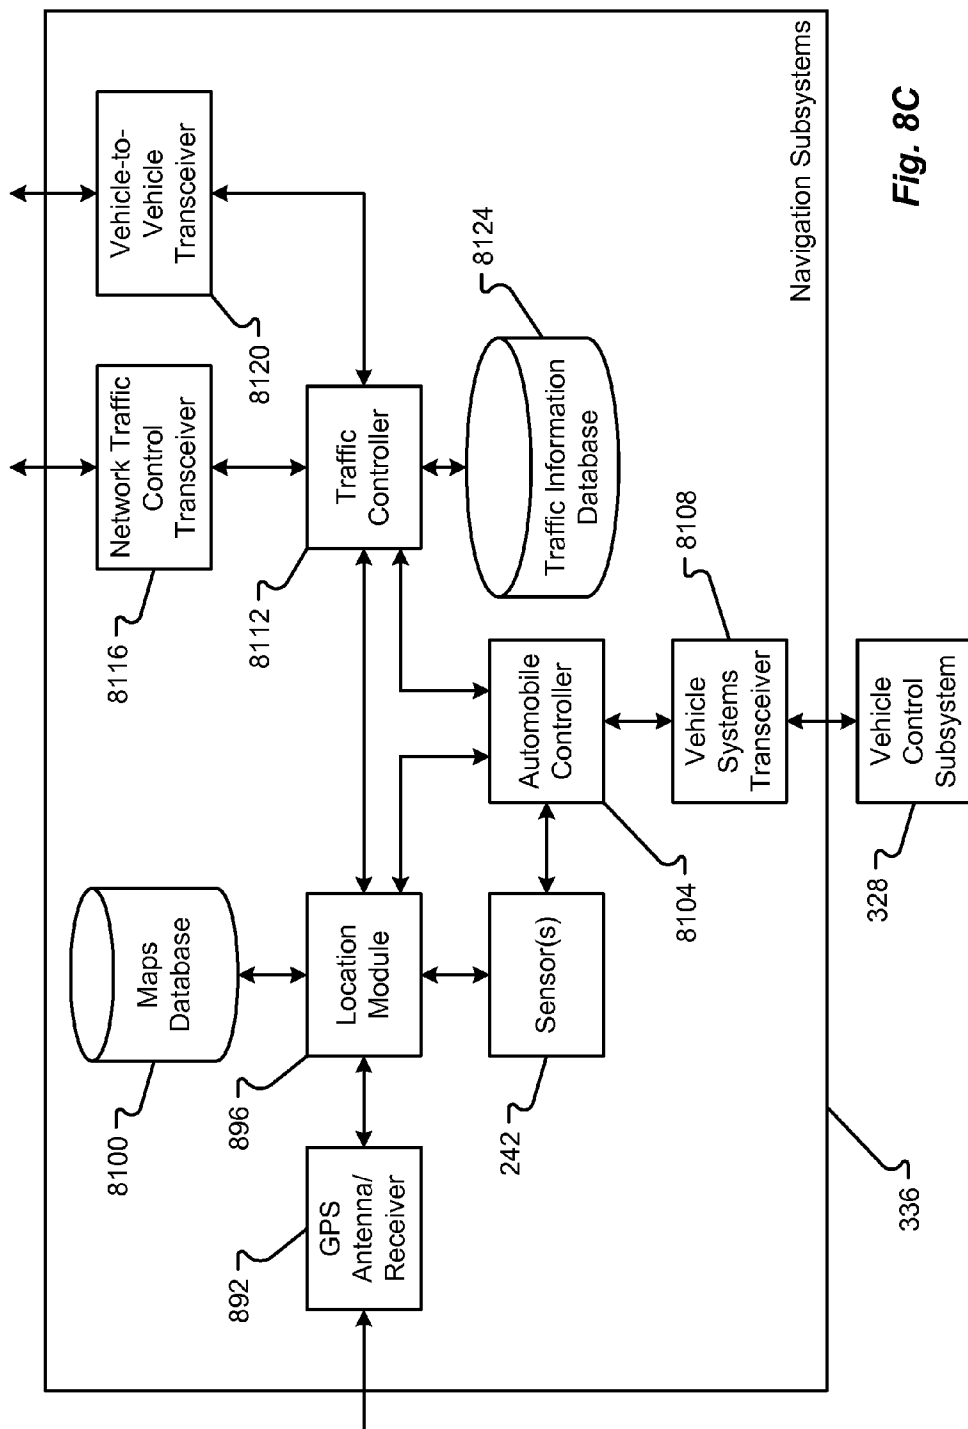 8100
Maps
Database
8116
Network Traffic
Control
Transceiver
Vehicle-to-
Vehicle
Transceiver
8120
892
896
8112
GPS
Antenna/
Receiver
Location
Module
Traffic
Controller
8124
242
Sensor(s)
Automobile
Controller
Traffic Information
Database
8104
8108
Vehicle
Systems
Transceiver
Navigation Subsystems
336
328
Vehicle
Control
Subsystem
Fig. 8C